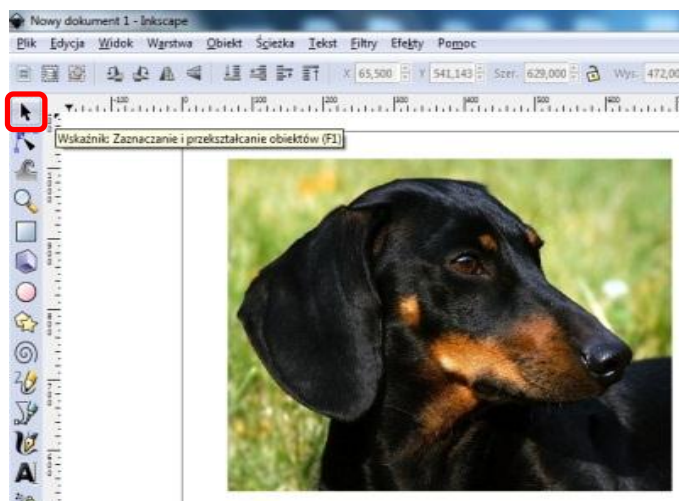 Nowy dokument 1 - Inkscape
Plik Edycja Widok Warstwa Obiekt Ścieżka Tekst Filtry Efekty Pomoc
X 65,500 Y 541,143 Szer. 629,000 Wys. 472,00
Wskaźnik: Zaznaczanie i przekształcanie obiektów (F1)